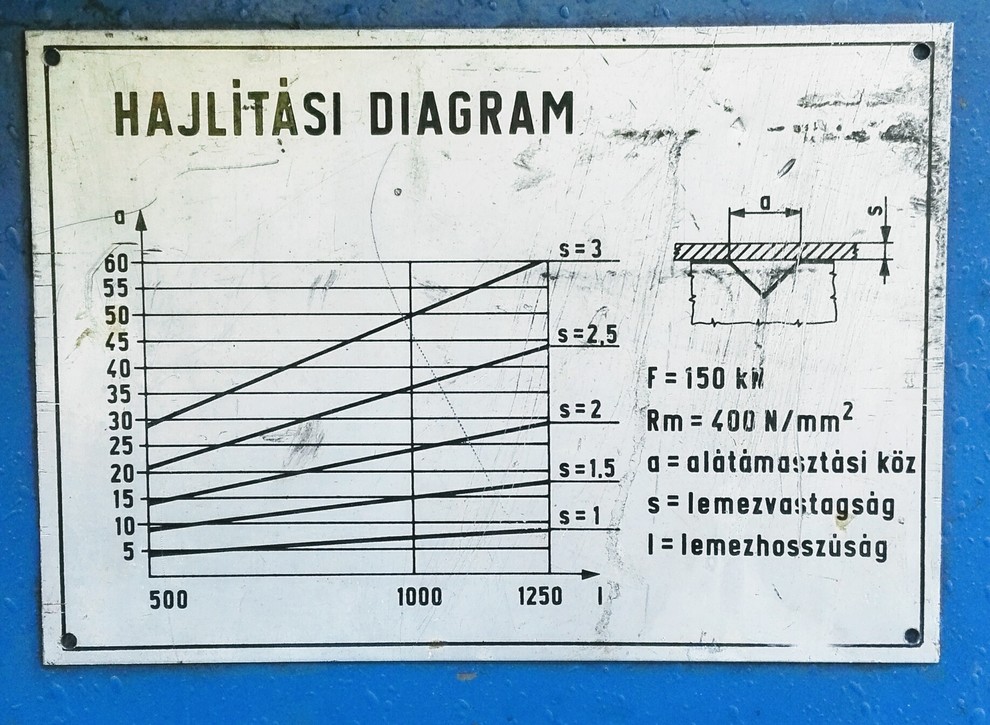 HAJLÍTÁSI DIAGRAM
a
60
55
50
45
40
35
30
25
20
15
10
5
500 1000 1250 l
s=3
s=2,5
s=2
s=1.5
s=1
a
s
F=150 kN
Rm=400 N/mm²
a=alátámasztási köz
s=lemezvastagság
l=lemezhosszúság